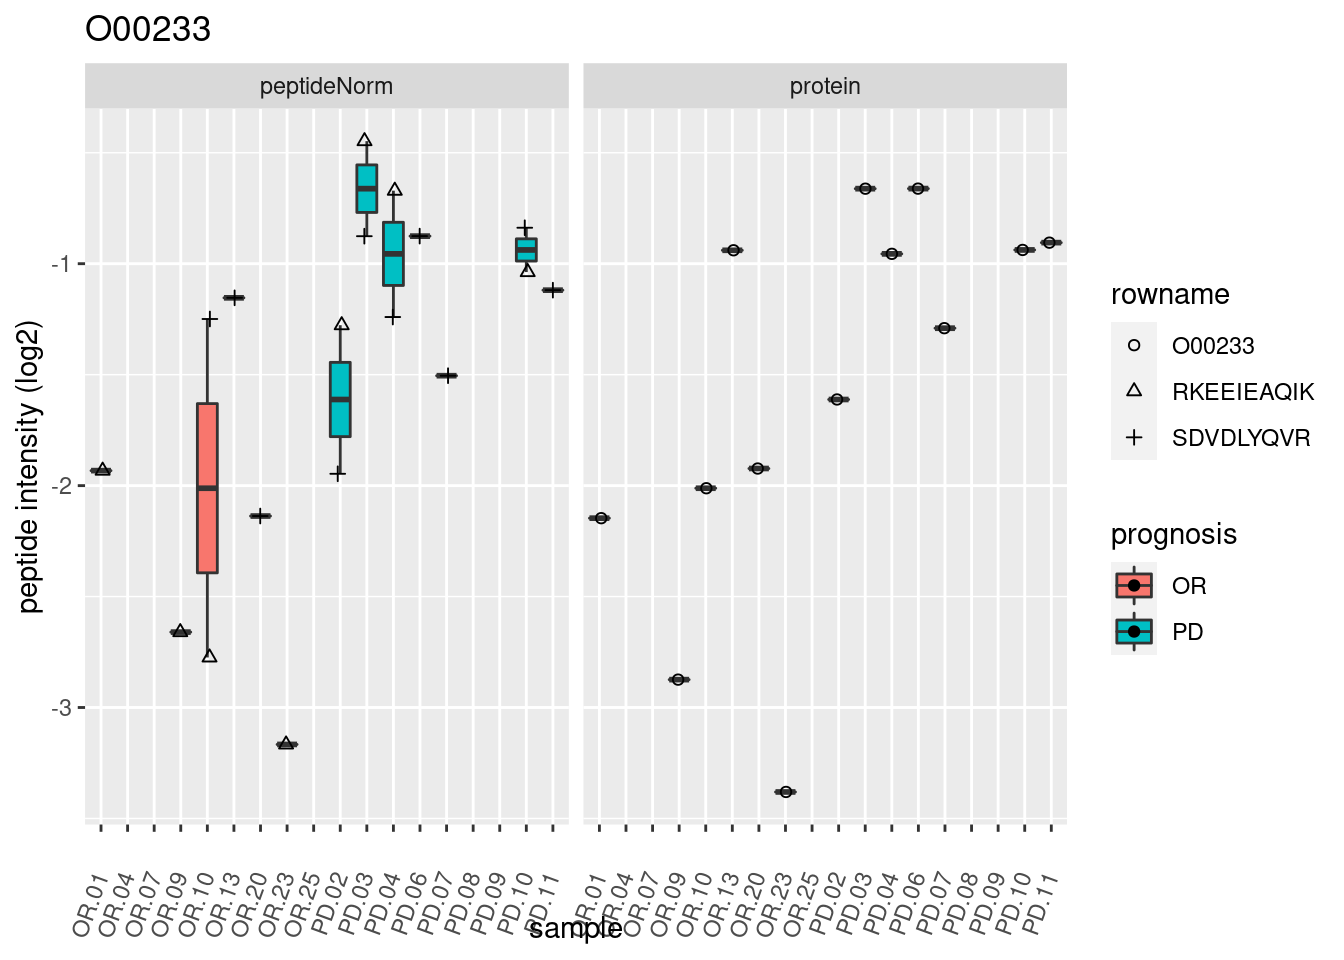 O00233
peptideNorm
protein
peptide intensity (log2)
-1
-2
-3
OR.01
OR.04
OR.07
OR.09
OR.10
OR.13
OR.20
OR.23
OR.25
PD.02
PD.03
PD.04
PD.06
PD.07
PD.08
PD.09
PD.10
PD.11
OR.01
OR.04
OR.07
OR.09
OR.10
OR.13
OR.20
OR.23
OR.25
PD.02
PD.03
PD.04
PD.06
PD.07
PD.08
PD.09
PD.10
PD.11
sample
rowname
O00233
RKEEIEAQIK
SDVDLYQVR
prognosis
OR
PD